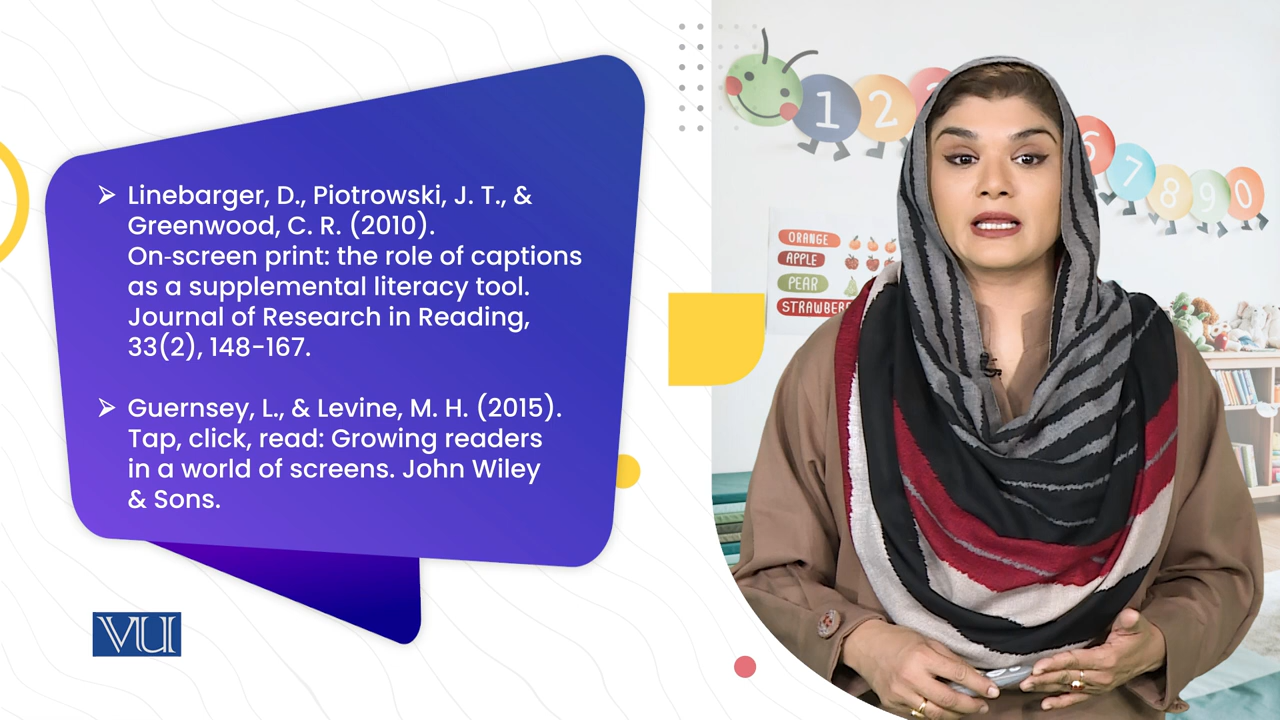 ➢ Linebarger, D., Piotrowski, J. T., &
Greenwood, C. R. (2010).
On-screen print: the role of captions
as a supplemental literacy tool.
Journal of Research in Reading,
33(2), 148-167.
➢ Guernsey, L., & Levine, M. H. (2015).
Tap, click, read: Growing readers
in a world of screens. John Wiley
& Sons.
VU
1 2
6 7 8 9 0
ORANGE
APPLE
PEAR